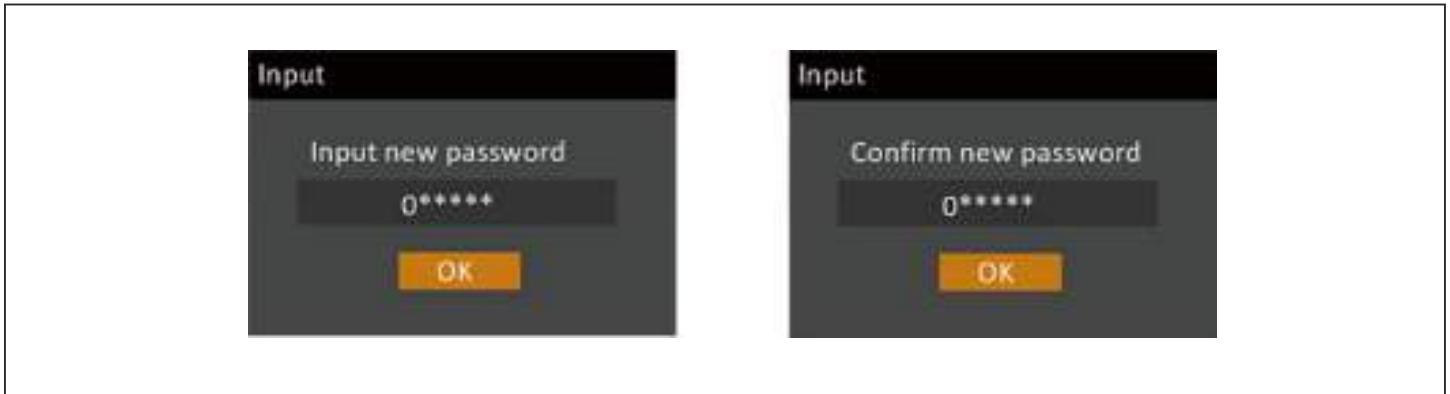 Input
Input new password
0*****
OK
Input
Confirm new password
0*****
OK